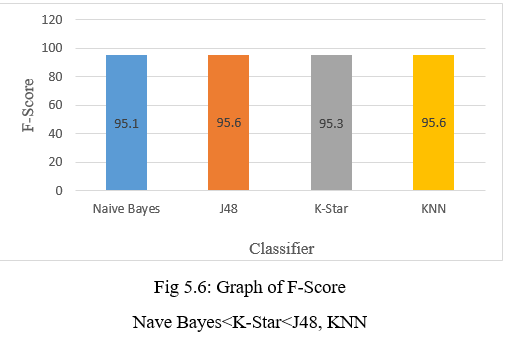 120
100
80
60
40
20
0
F-Score
95.1 95.6 95.3 95.6
Naive Bayes J48 K-Star KNN
Classifier
Fig 5.6: Graph of F-Score
Nave Bayes<K-Star<J48, KNN